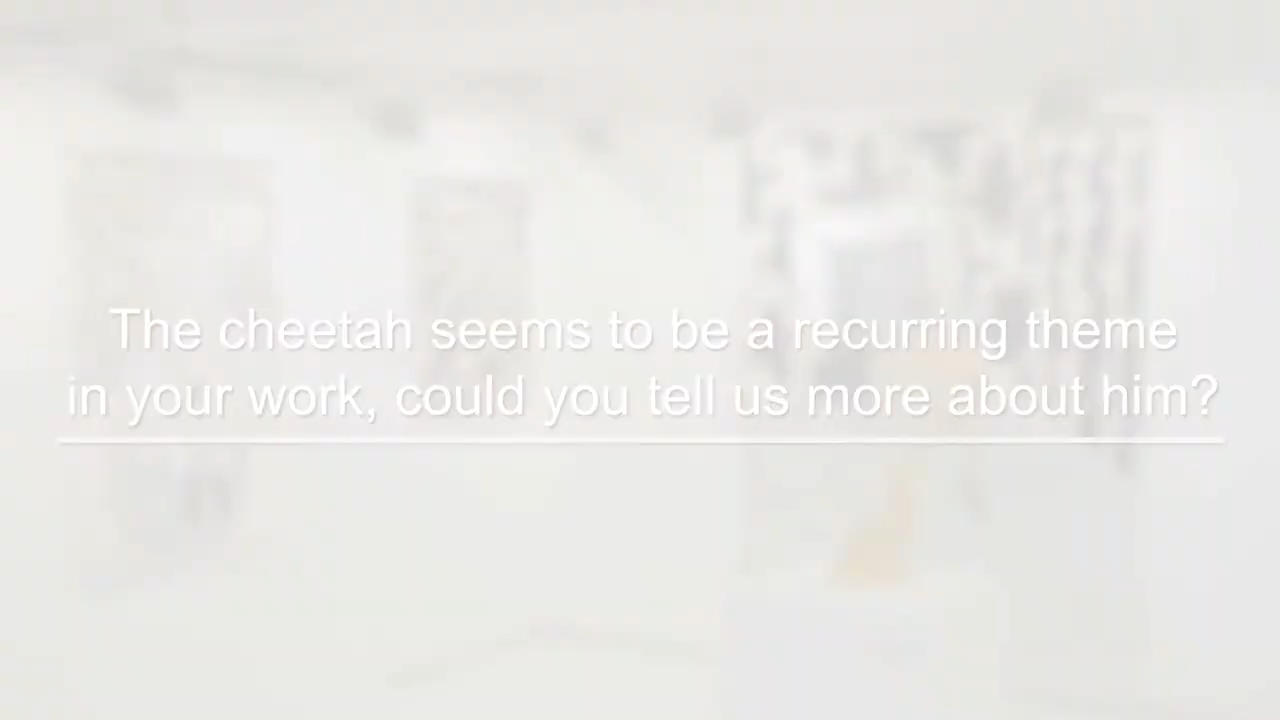 The cheetah seems to be a recurring theme
in your work, could you tell us more about him?